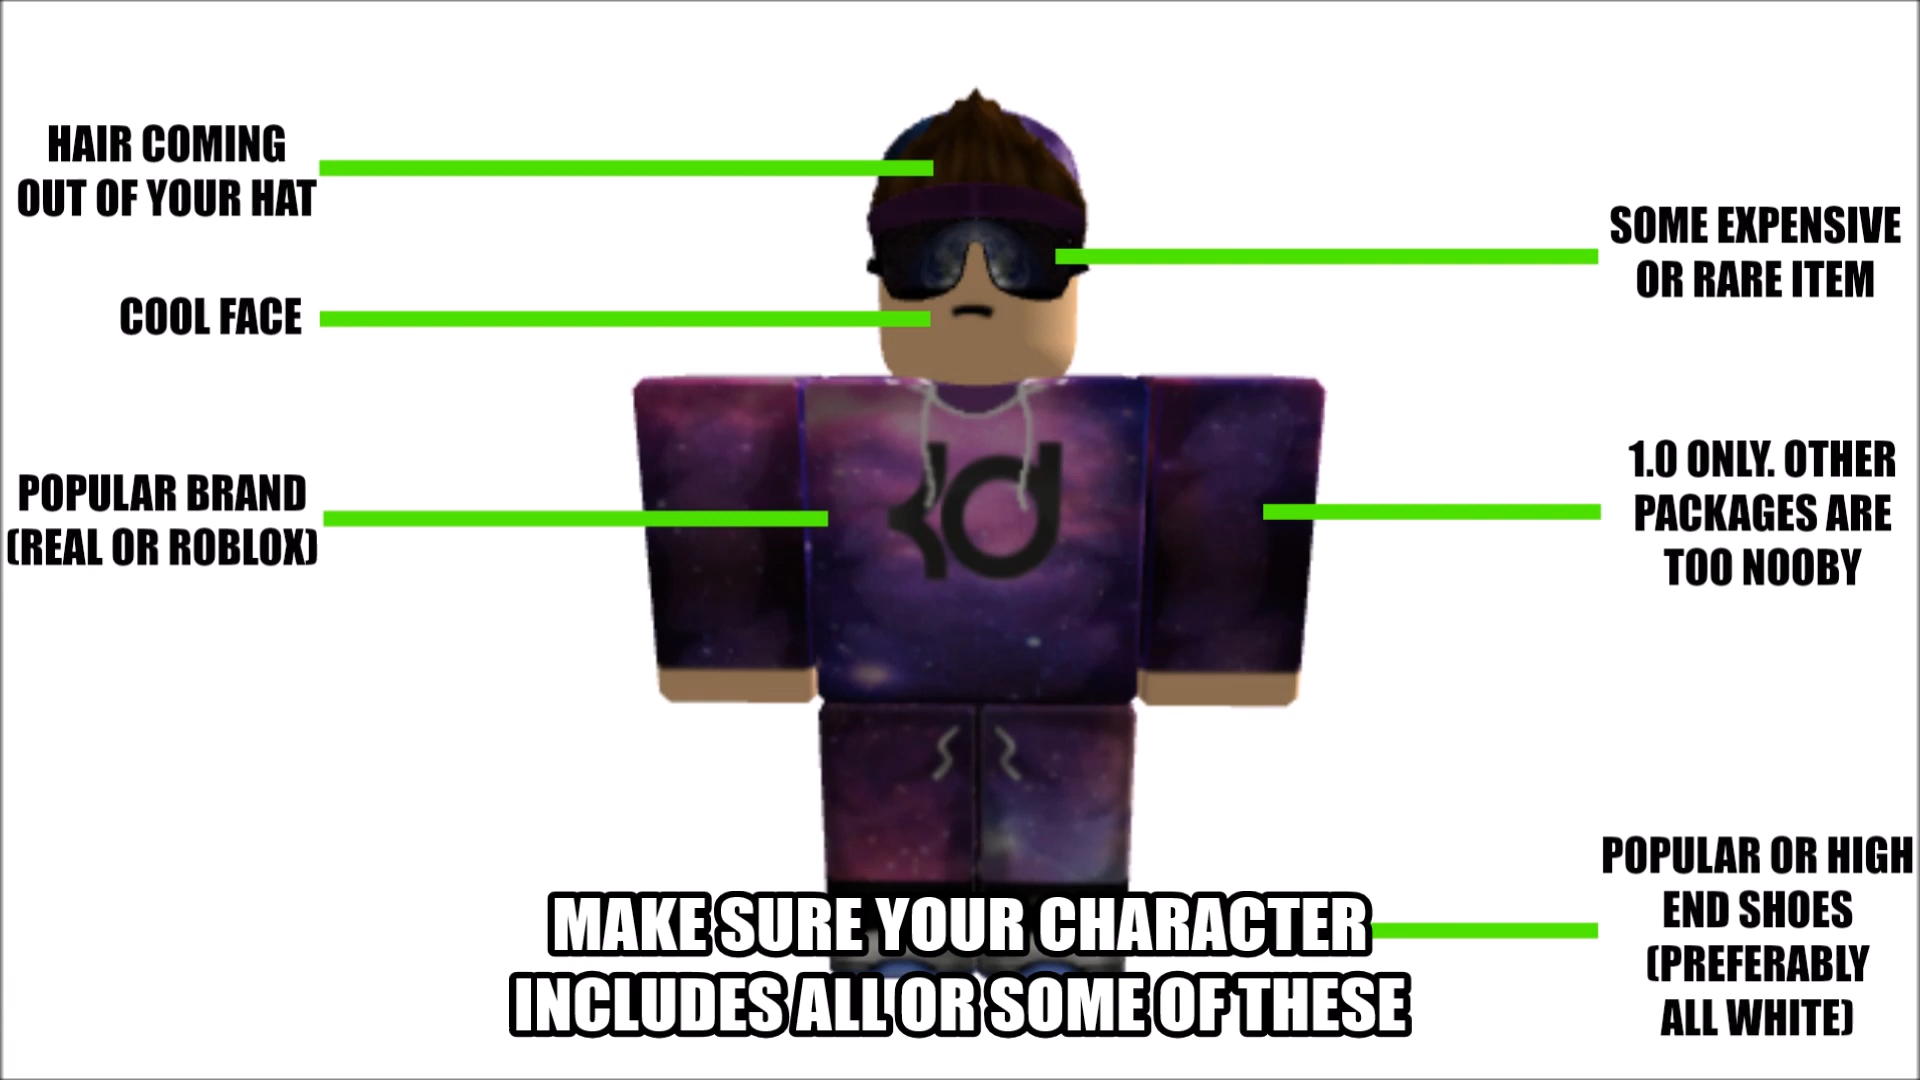 HAIR COMING
OUT OF YOUR HAT
COOL FACE
POPULAR BRAND
(REAL OR ROBLOX)
SOME EXPENSIVE
OR RARE ITEM
1.0 ONLY. OTHER
PACKAGES ARE
TOO NOOBY
POPULAR OR HIGH
END SHOES
(PREFERABLY
ALL WHITE)
KD
MAKE SURE YOUR CHARACTER
INCLUDES ALL OR SOME OF THESE